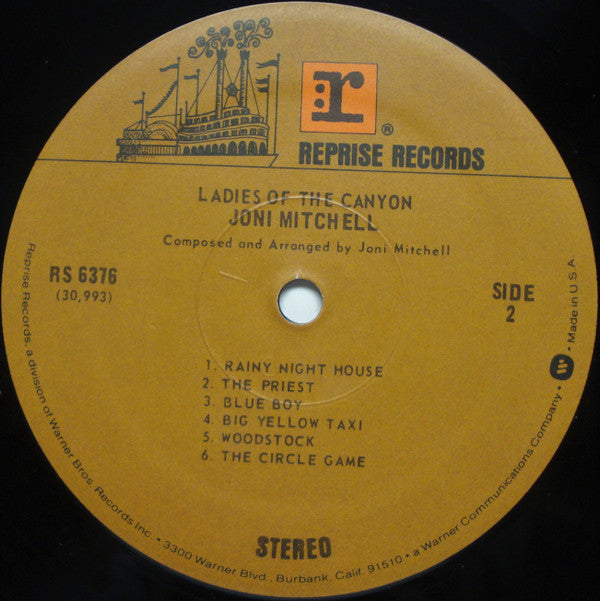 r
®
REPRISE RECORDS
LADIES OF THE CANYON
JONI MITCHELL
Composed and Arranged by Joni Mitchell
RS 6376
(30,993)
SIDE
2
1. RAINY NIGHT HOUSE
2. THE PRIEST
3. BLUE BOY
4. BIG YELLOW TAXI
5. WOODSTOCK
6. THE CIRCLE GAME
STEREO
Reprise Records, a division of Warner Bros. Records Inc. • 3300 Warner Blvd., Burbank, Calif. 91510 • a Warner Communications Company • Made in U.S.A.